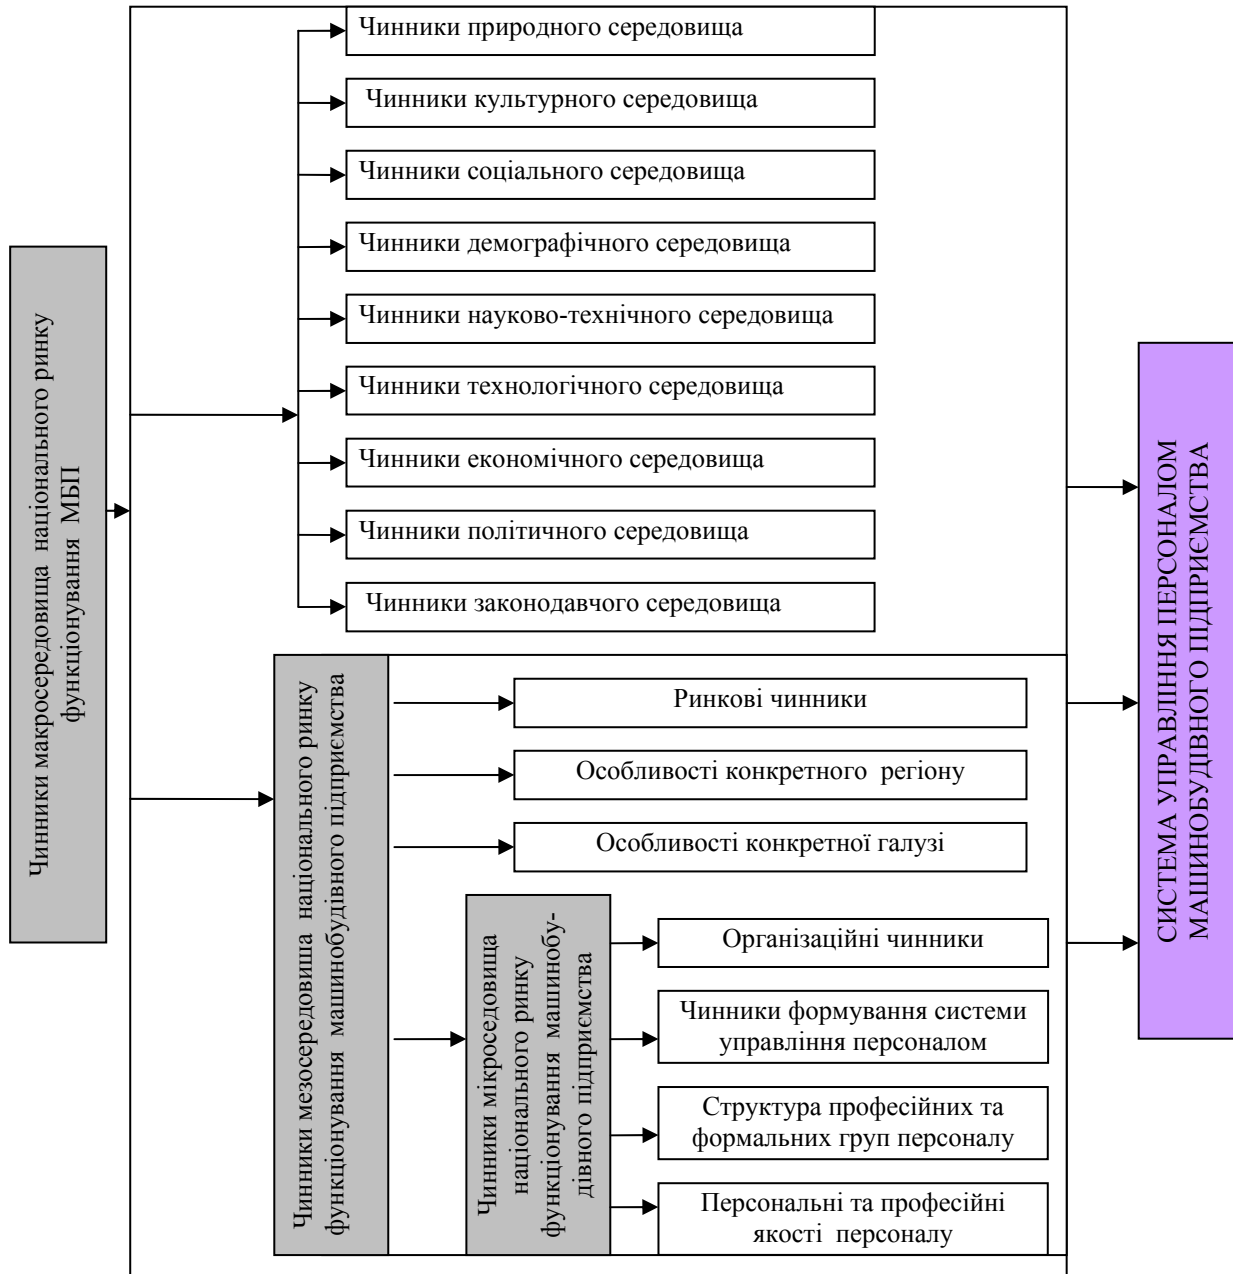 Чинники макросередовища національного ринку
функціонування МБП
Чинники природного середовища
Чинники культурного середовища
Чинники соціального середовища
Чинники демографічного середовища
Чинники науково-технічного середовища
Чинники технологічного середовища
Чинники економічного середовища
Чинники політичного середовища
Чинники законодавчого середовища
Чинники мезосередовиша національного ринку
функціонування машинобудівного підприємства
Ринкові чинники
Особливості конкретного регіону
Особливості конкретної галузі
Чинники мікроседовища
національного ринку
функціонування машинобу-
дівного підприємства
Організаційні чинники
Чинники формування системи
управління персоналом
Структура професійних та
формальних груп персоналу
Персональні та професійні
якості персоналу
СИСТЕМА УПРАВЛІННЯ ПЕРСОНАЛОМ
МАШИНОБУДІВНОГО ПІДПРИЄМСТВА